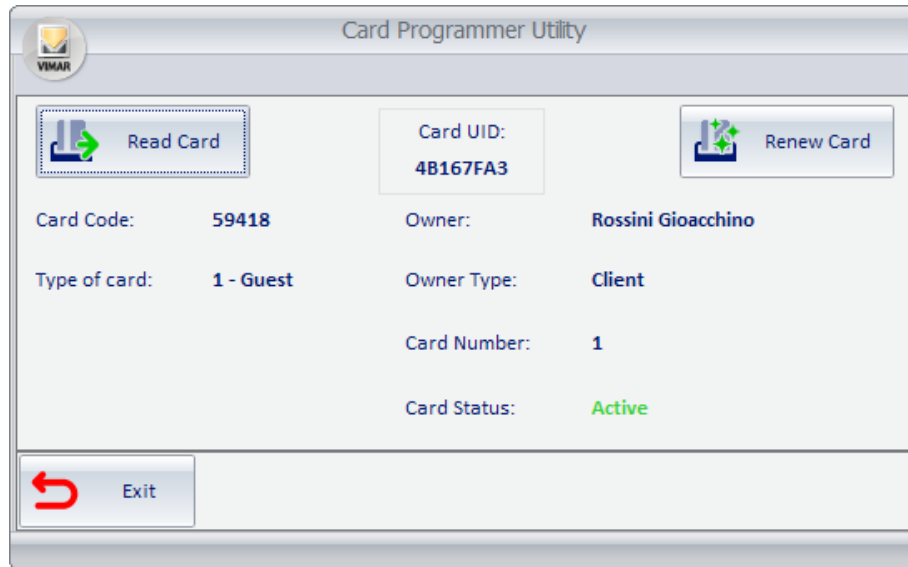 Card Programmer Utility
VIMAR
Read Card
Card UID:
4B167FA3
Renew Card
Card Code: 59418 Owner: Rossini Gioacchino
Type of card: 1 - Guest Owner Type: Client
Card Number: 1
Card Status: Active
Exit